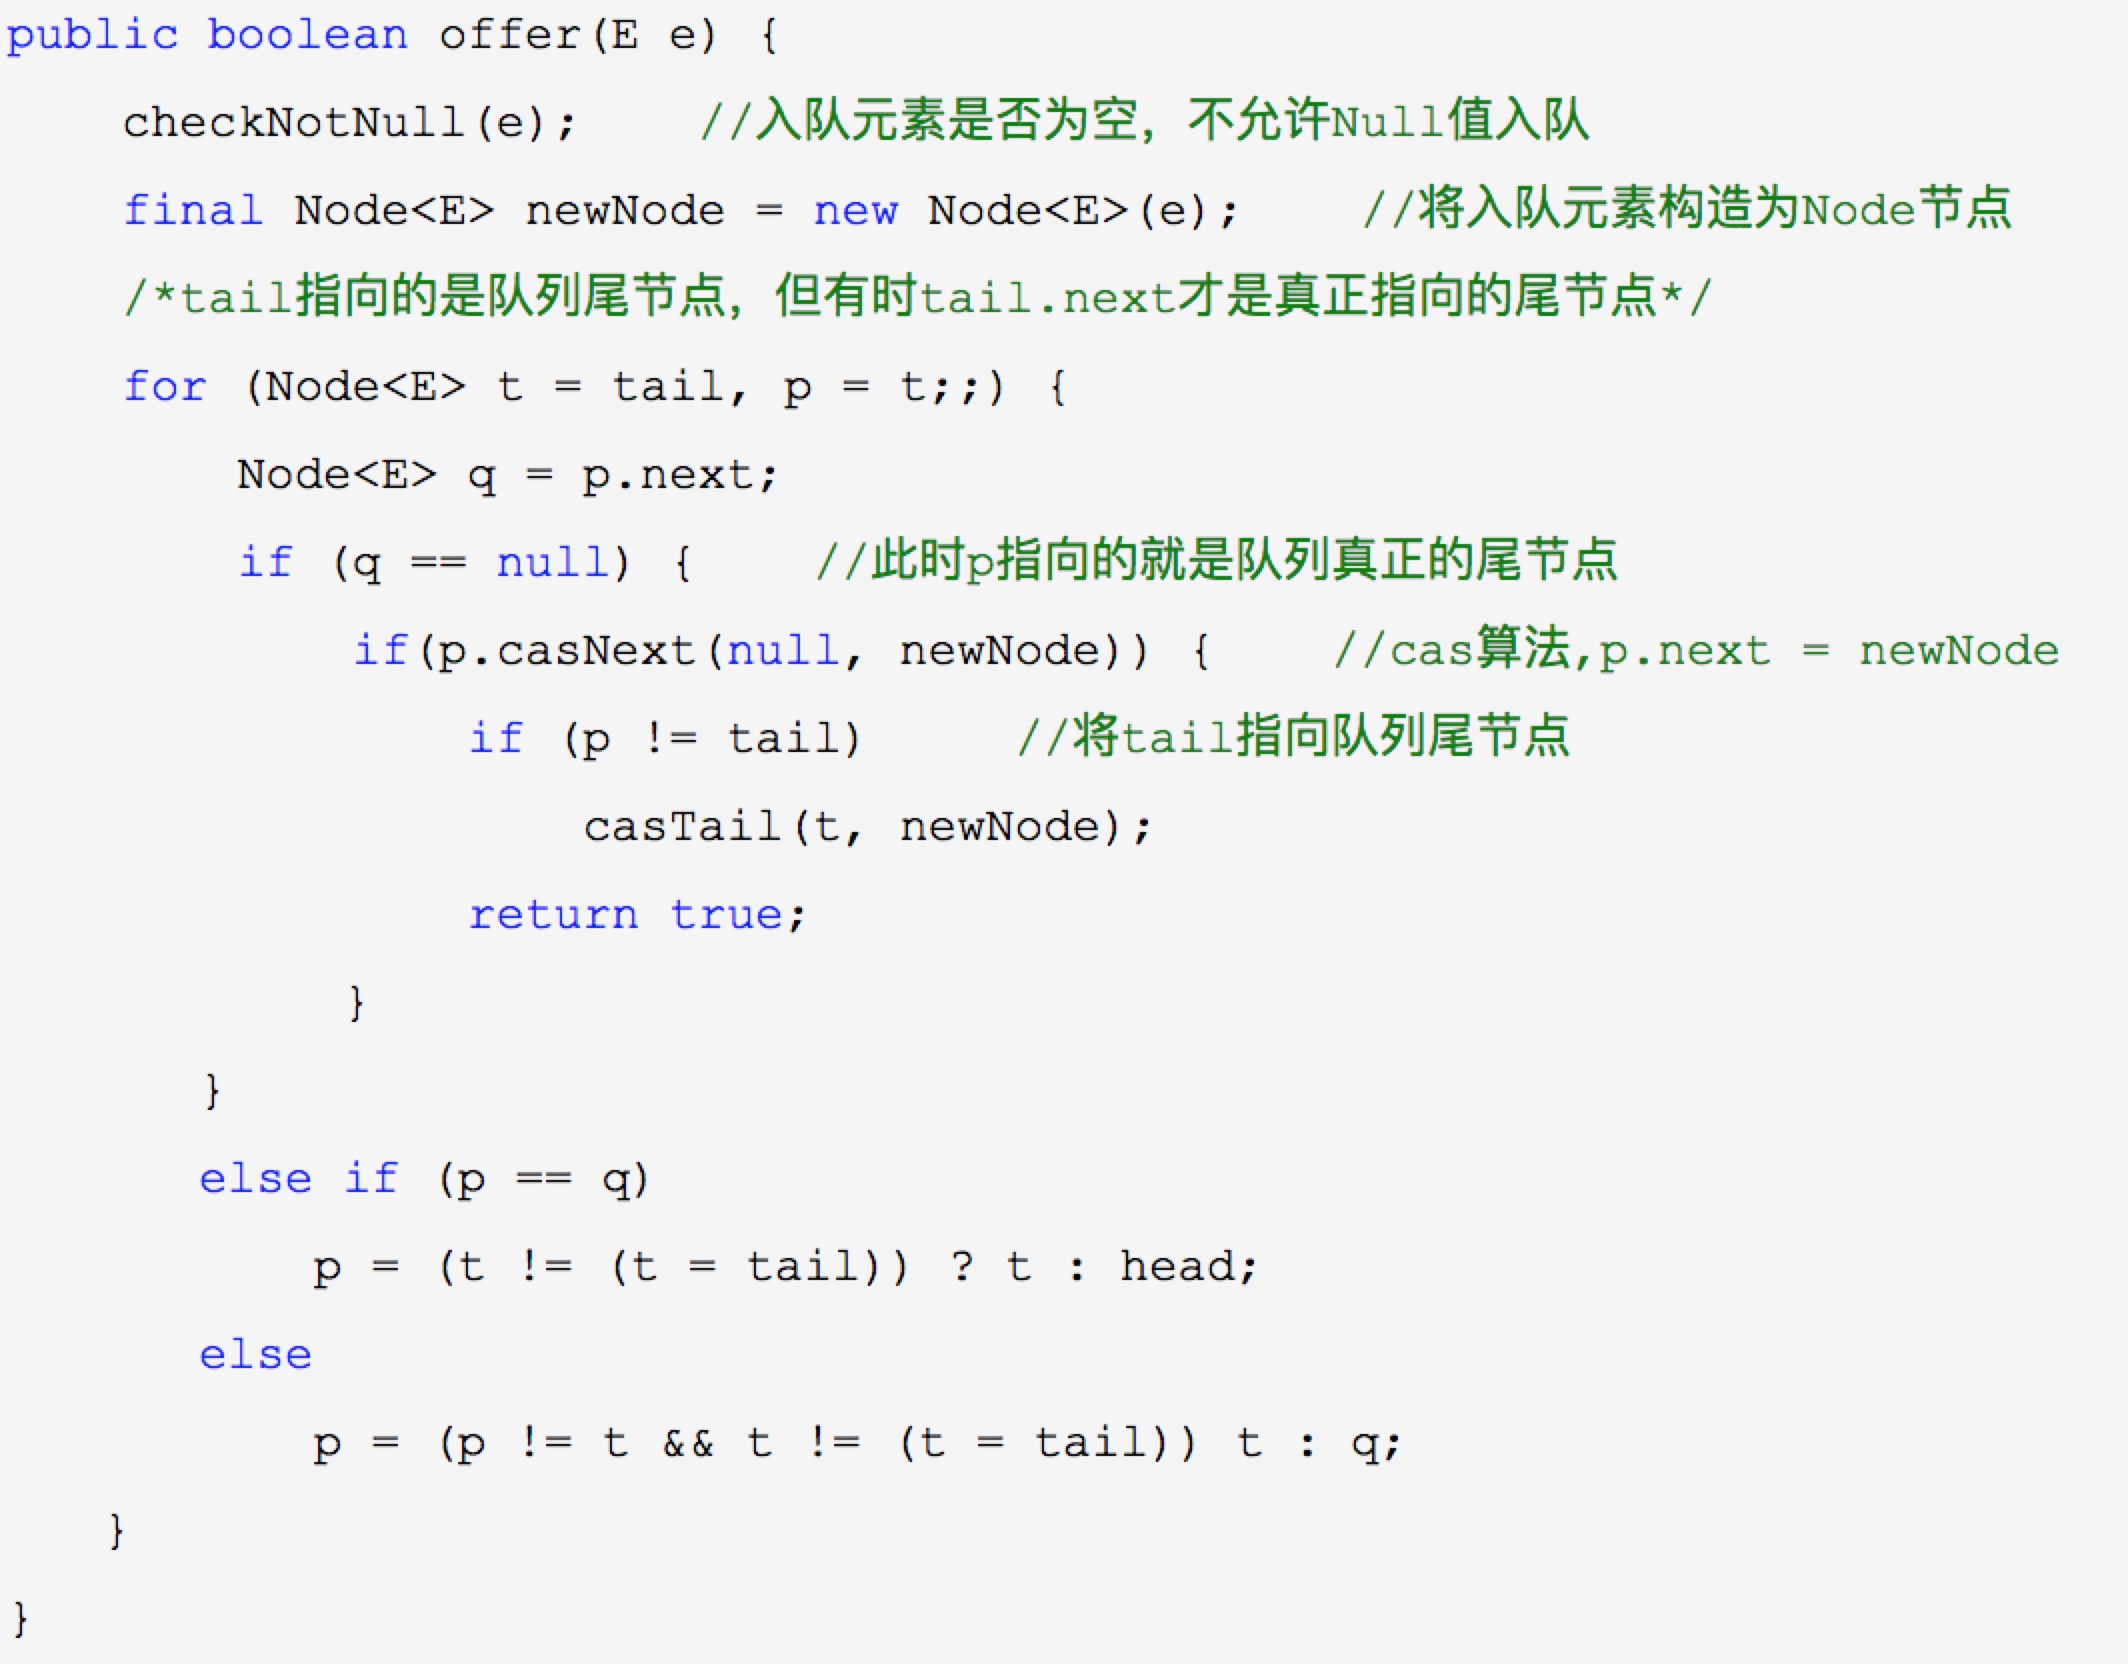 public boolean offer(E e) {
checkNotNull(e); //入队元素是否为空，不允许Null值入队
final Node<E> newNode = new Node<E>(e); //将入队元素构造为Node节点
/*tail指向的是队列尾节点，但有时tail.next才是真正指向的尾节点*/
for (Node<E> t = tail, p = t;;) {
Node<E> q = p.next;
if (q == null) { //此时p指向的就是队列真正的尾节点
if(p.casNext(null, newNode)) { //cas算法,p.next = newNode
if (p != tail) //将tail指向队列尾节点
casTail(t, newNode);
return true;
}
}
else if (p == q)
p = (t != (t = tail)) ? t : head;
else
p = (p != t && t != (t = tail)) t : q;
}
}